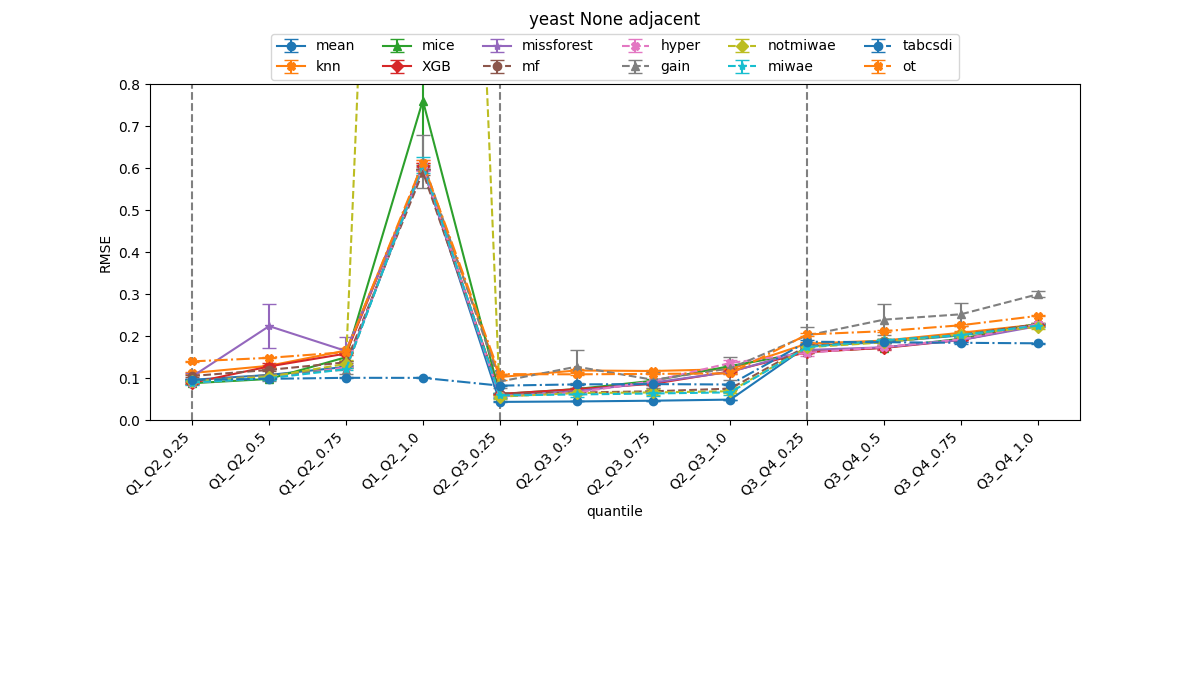 yeast None adjacent
mean mice missforest hyper notmiwae tabcsdi
knn XGB mf gain miwae ot
0.8
0.7
0.6
0.5
0.4
0.3
0.2
0.1
0.0
RMSE
Q1_Q2_0.25
Q1_Q2_0.5
Q1_Q2_0.75
Q1_Q2_1.0
Q2_Q3_0.25
Q2_Q3_0.5
Q2_Q3_0.75
Q2_Q3_1.0
Q3_Q4_0.25
Q3_Q4_0.5
Q3_Q4_0.75
Q3_Q4_1.0
quantile